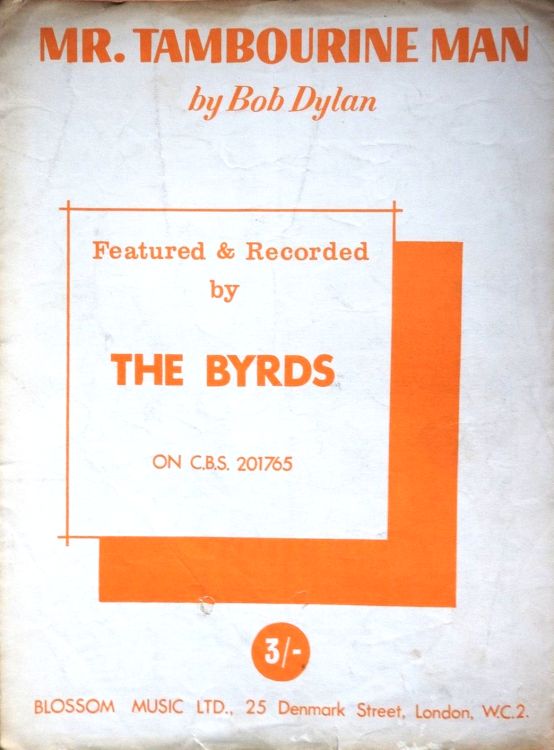 MR. TAMBOURINE MAN
by Bob Dylan
Featured & Recorded
by
THE BYRDS
ON C.B.S. 201765
3/-
BLOSSOM MUSIC LTD., 25 Denmark Street, London, W.C.2.